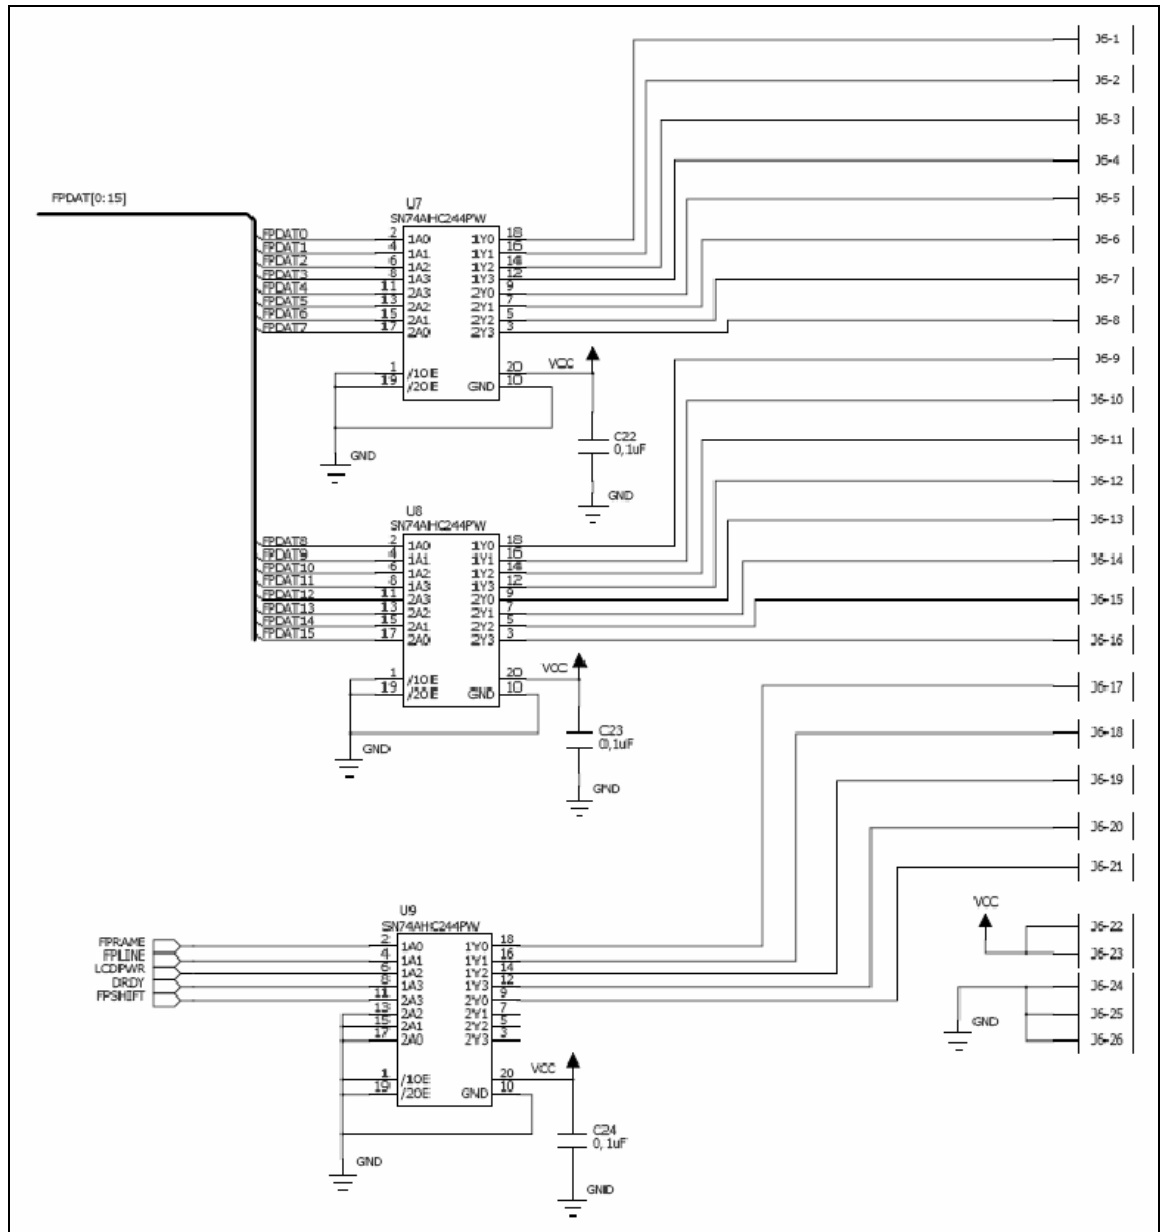 J6-1
J6-2
J6-3
J6-4
FPDAT[0:15]
J6-5
U7
SN74AHC244PW
FPDAT0 2 1A0 1Y0 18
J6-6
FPDAT1 4 1A1 1Y1 16
FPDAT2 6 1A2 1Y2 14
FPDAT3 8 1A3 1Y3 12
J6-7
FPDAT4 11 2A3 2Y0 9
FPDAT5 13 2A2 2Y1 7
FPDAT6 15 2A1 2Y2 5
J6-8
FPDAT7 17 2A0 2Y3 3
J6-9
1 /1OE 20 VCC
19 /2OE GND 10
J6-10
C22
0,1uF
J6-11
GND
J6-12
GND
U8
J6-13
SN74AHC244PW
FPDAT8 2 1A0 1Y0 18
FPDAT9 4 1A1 1Y1 16
J6-14
FPDAT10 6 1A2 1Y2 14
FPDAT11 8 1A3 1Y3 12
FPDAT12 11 2A3 2Y0 9
J6-15
FPDAT13 13 2A2 2Y1 7
FPDAT14 15 2A1 2Y2 5
FPDAT15 17 2A0 2Y3 3
J6-16
1 /1OE 20 VCC
19 /2OE GND 10
J6-17
C23
0,1uF
J6-18
GND
J6-19
GND
J6-20
J6-21
VCC
U9
SN74AHC244PW
J6-22
FPRAME 2 1A0 1Y0 18
FPLINE 4 1A1 1Y1 16
J6-23
LCDPWR 6 1A2 1Y2 14
DRDY 8 1A3 1Y3 12
J6-24
FPSHIFT 11 2A3 2Y0 9
13 2A2 2Y1 7
J6-25
15 2A1 2Y2 5
GND
17 2A0 2Y3 3
J6-26
1 /1OE 20 VCC
19 /2OE GND 10
C24
0,1uF
GND
GND